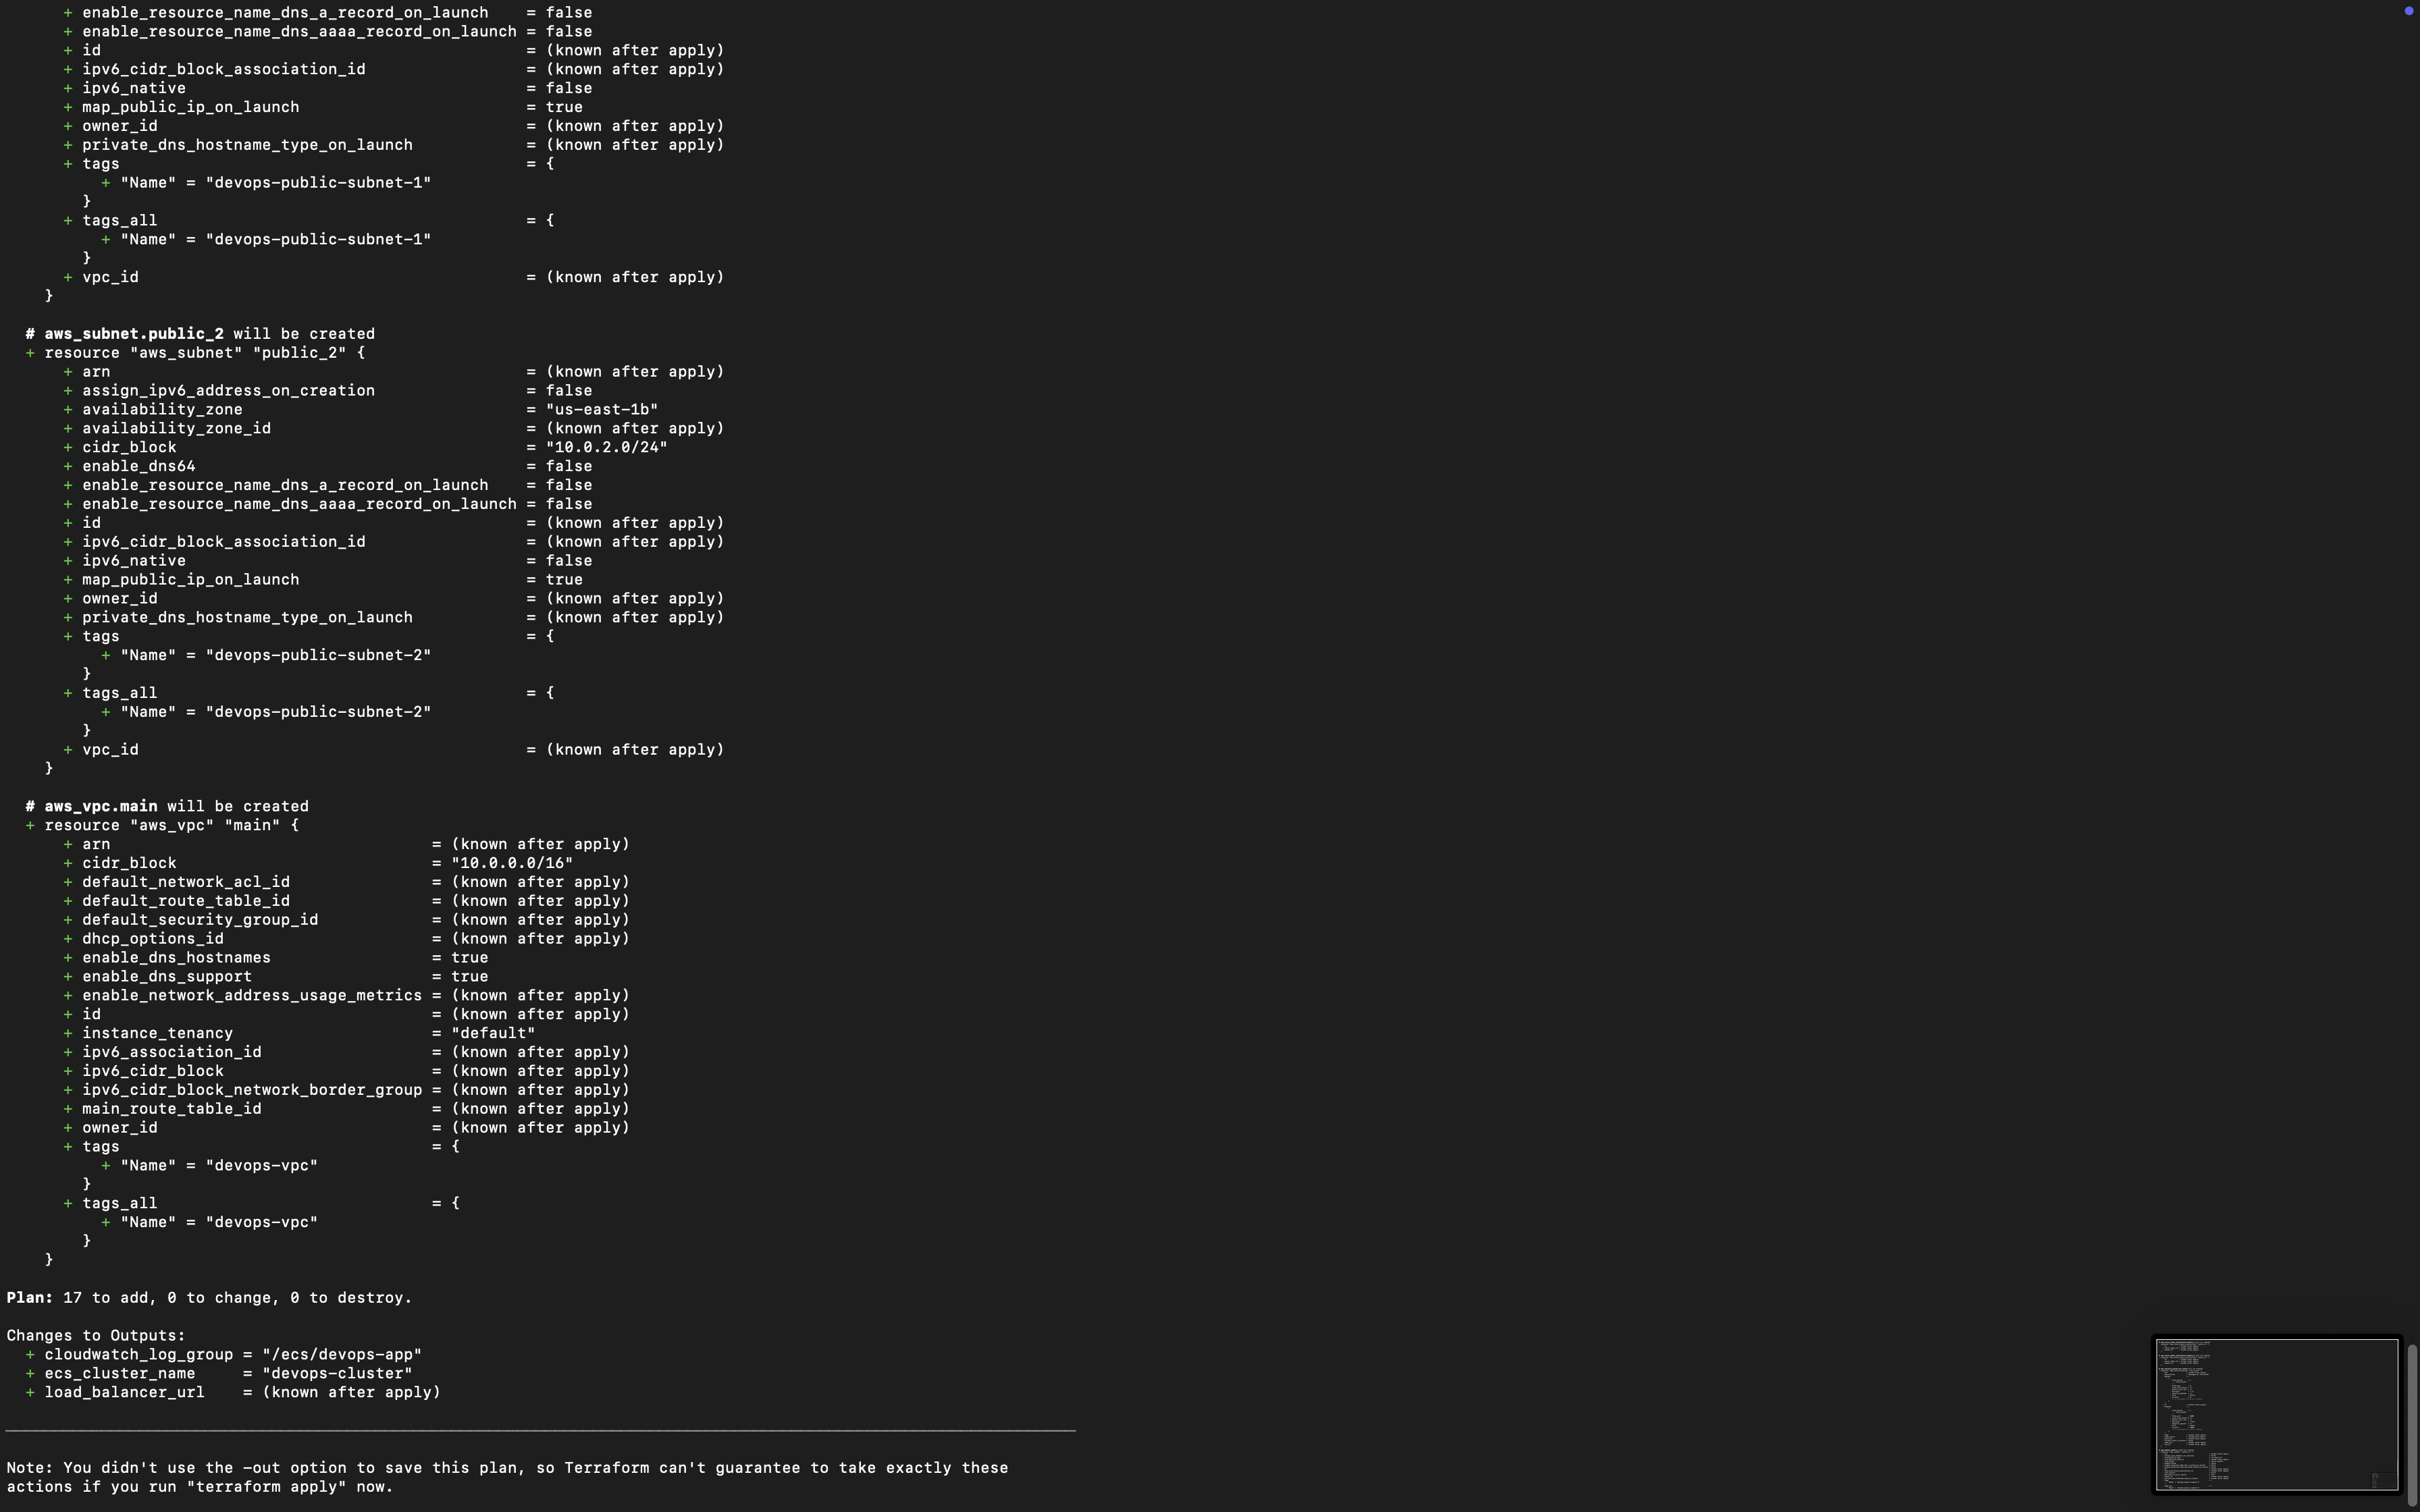 + enable_resource_name_dns_a_record_on_launch = false
+ enable_resource_name_dns_aaaa_record_on_launch = false
+ id = (known after apply)
+ ipv6_cidr_block_association_id = (known after apply)
+ ipv6_native = false
+ map_public_ip_on_launch = true
+ owner_id = (known after apply)
+ private_dns_hostname_type_on_launch = (known after apply)
+ tags = {
+ "Name" = "devops-public-subnet-1"
}
+ tags_all = {
+ "Name" = "devops-public-subnet-1"
}
+ vpc_id = (known after apply)
}
# aws_subnet.public_2 will be created
+ resource "aws_subnet" "public_2" {
+ arn = (known after apply)
+ assign_ipv6_address_on_creation = false
+ availability_zone = "us-east-1b"
+ availability_zone_id = (known after apply)
+ cidr_block = "10.0.2.0/24"
+ enable_dns64 = false
+ enable_resource_name_dns_a_record_on_launch = false
+ enable_resource_name_dns_aaaa_record_on_launch = false
+ id = (known after apply)
+ ipv6_cidr_block_association_id = (known after apply)
+ ipv6_native = false
+ map_public_ip_on_launch = true
+ owner_id = (known after apply)
+ private_dns_hostname_type_on_launch = (known after apply)
+ tags = {
+ "Name" = "devops-public-subnet-2"
}
+ tags_all = {
+ "Name" = "devops-public-subnet-2"
}
+ vpc_id = (known after apply)
}
# aws_vpc.main will be created
+ resource "aws_vpc" "main" {
+ arn = (known after apply)
+ cidr_block = "10.0.0.0/16"
+ default_network_acl_id = (known after apply)
+ default_route_table_id = (known after apply)
+ default_security_group_id = (known after apply)
+ dhcp_options_id = (known after apply)
+ enable_dns_hostnames = true
+ enable_dns_support = true
+ enable_network_address_usage_metrics = (known after apply)
+ id = (known after apply)
+ instance_tenancy = "default"
+ ipv6_association_id = (known after apply)
+ ipv6_cidr_block = (known after apply)
+ ipv6_cidr_block_network_border_group = (known after apply)
+ main_route_table_id = (known after apply)
+ owner_id = (known after apply)
+ tags = {
+ "Name" = "devops-vpc"
}
+ tags_all = {
+ "Name" = "devops-vpc"
}
}
Plan: 17 to add, 0 to change, 0 to destroy.
Changes to Outputs:
+ cloudwatch_log_group = "/ecs/devops-app"
+ ecs_cluster_name = "devops-cluster"
+ load_balancer_url = (known after apply)
Note: You didn't use the -out option to save this plan, so Terraform can't guarantee to take exactly these
actions if you run "terraform apply" now.